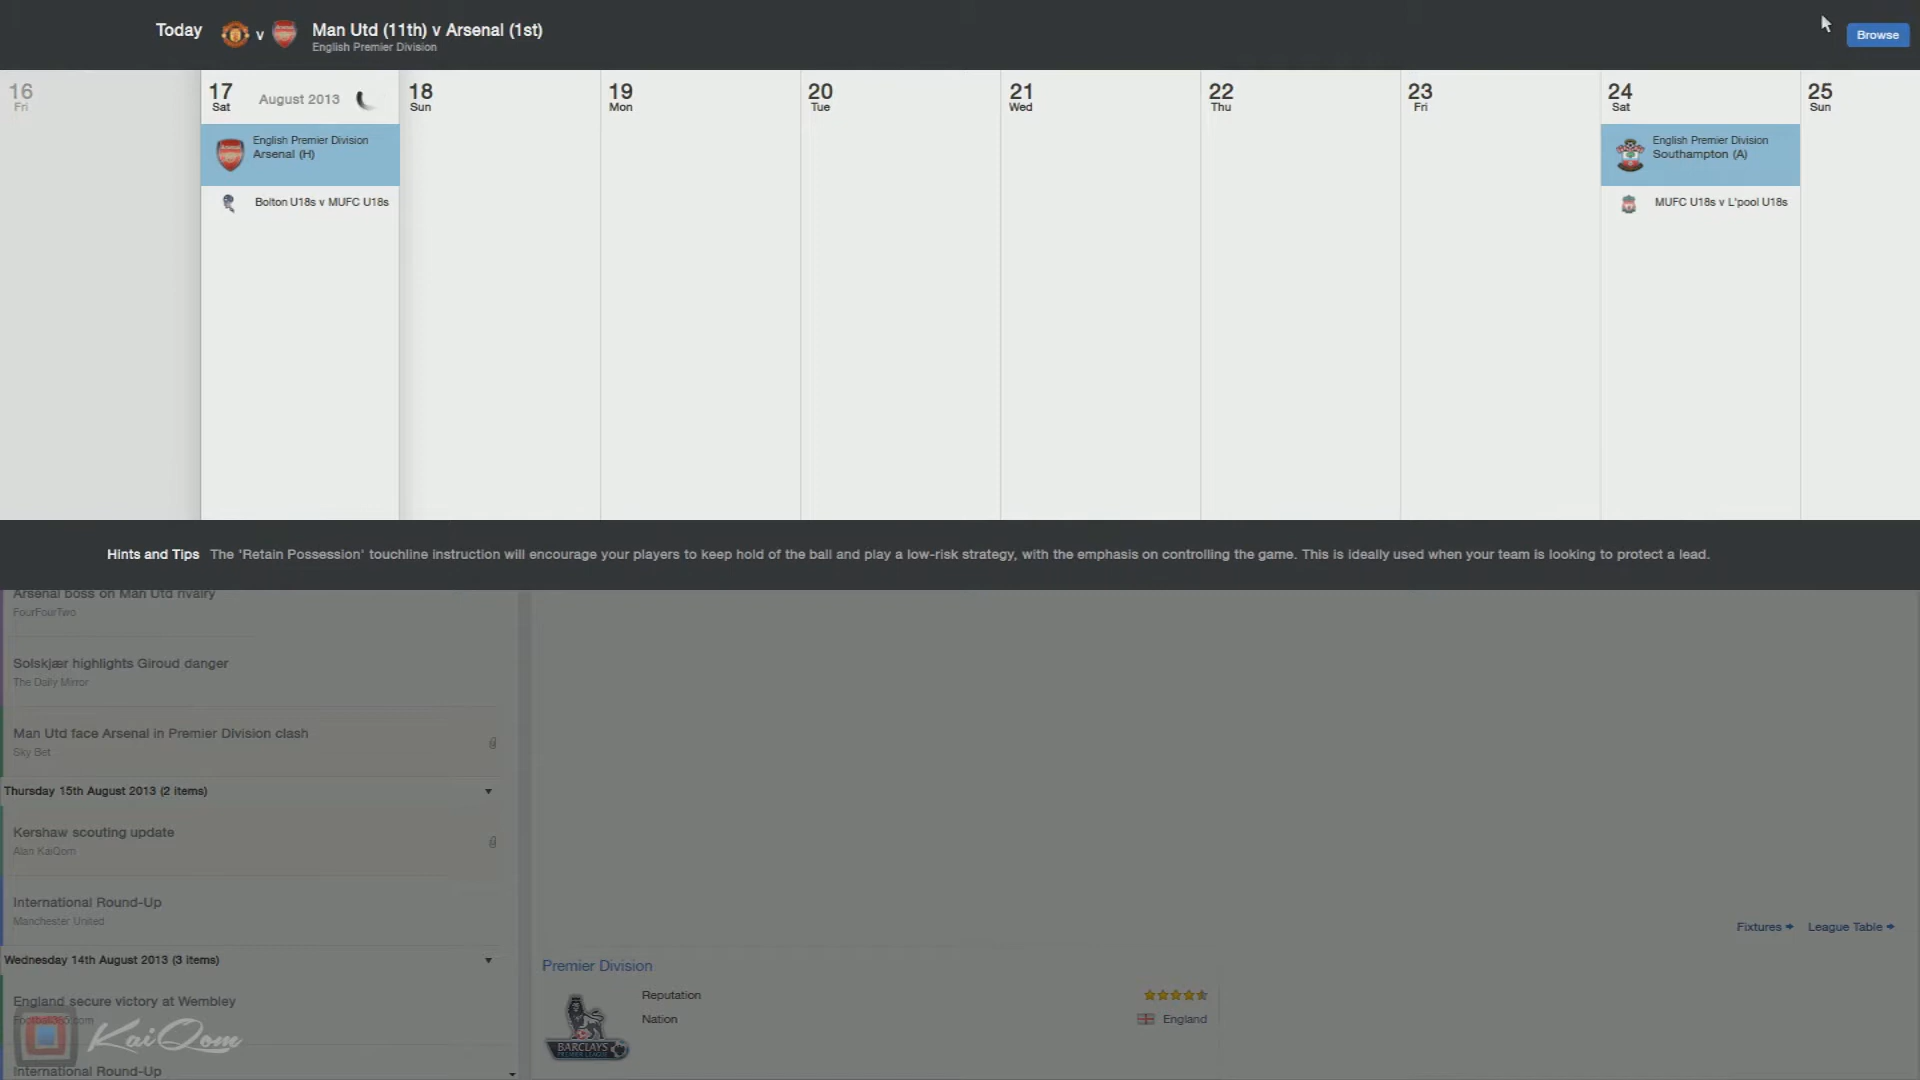 Today
v
Man Utd (11th) v Arsenal (1st)
English Premier Division
Browse
16
Fri
17
Sat
August 2013
18
Sun
19
Mon
20
Tue
21
Wed
22
Thu
23
Fri
24
Sat
25
Sun
English Premier Division
Arsenal (H)
Bolton U18s v MUFC U18s
English Premier Division
Southampton (A)
MUFC U18s v L'pool U18s
Hints and Tips The 'Retain Possession' touchline instruction will encourage your players to keep hold of the ball and play a low-risk strategy, with the emphasis on controlling the game. This is ideally used when your team is looking to protect a lead.
Arsenal boss on Man Utd rivalry
FourFourTwo
Solskjær highlights Giroud danger
The Daily Mirror
Man Utd face Arsenal in Premier Division clash
Sky Bet
Thursday 15th August 2013 (2 items)
Kershaw scouting update
Alan KaiQom
International Round-Up
Manchester United
Wednesday 14th August 2013 (3 items)
England secure victory at Wembley
Football365.com
KaiQom
International Round-Up
Fixtures
League Table
Premier Division
Reputation
Nation
England
BARCLAYS
PREMIER LEAGUE